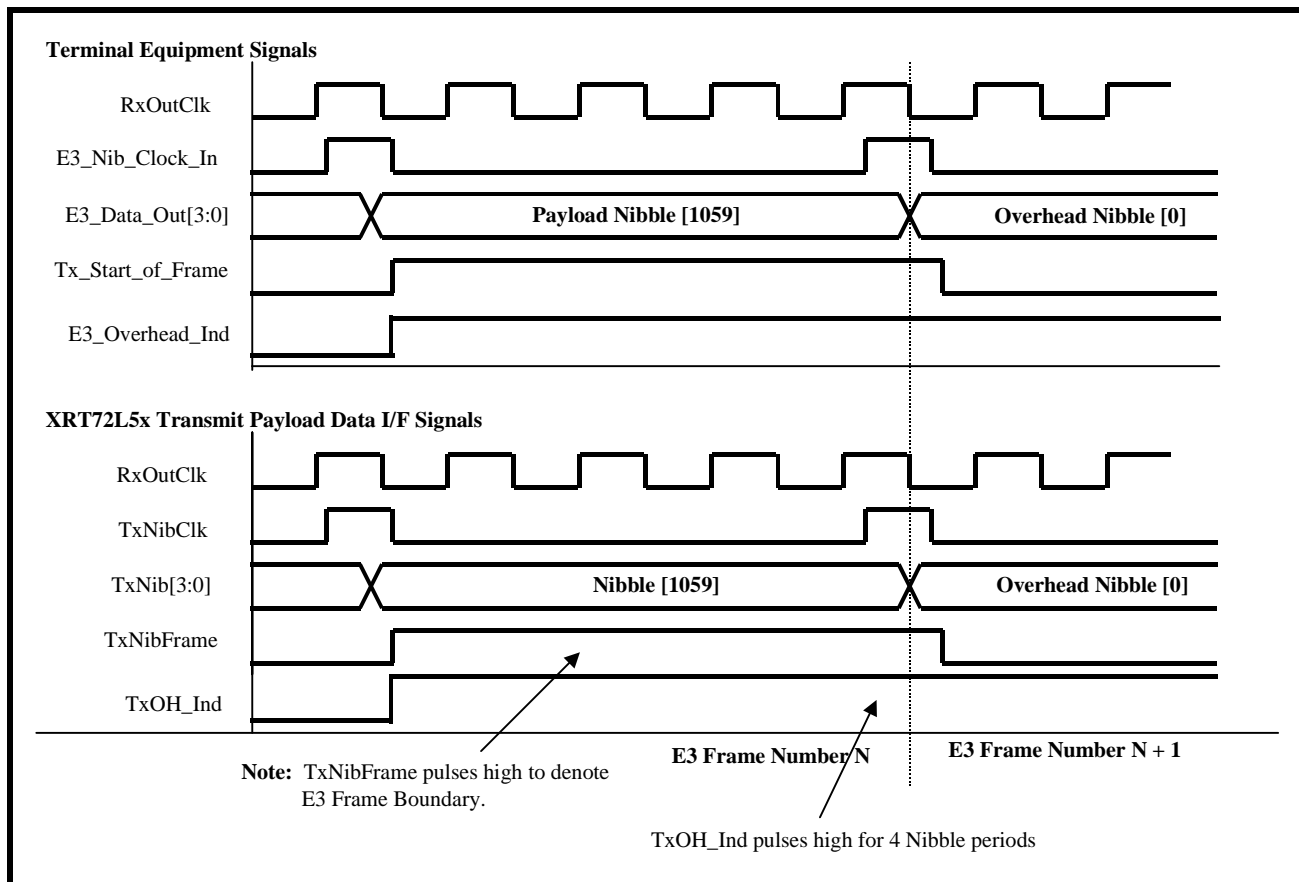 Terminal Equipment Signals
RxOutClk
E3_Nib_Clock_In
E3_Data_Out[3:0]
Payload Nibble [1059]
Overhead Nibble [0]
Tx_Start_of_Frame
E3_Overhead_Ind
XRT72L5x Transmit Payload Data I/F Signals
RxOutClk
TxNibClk
TxNib[3:0]
Nibble [1059]
Overhead Nibble [0]
TxNibFrame
TxOH_Ind
E3 Frame Number N
E3 Frame Number N + 1
Note: TxNibFrame pulses high to denote
E3 Frame Boundary.
TxOH_Ind pulses high for 4 Nibble periods